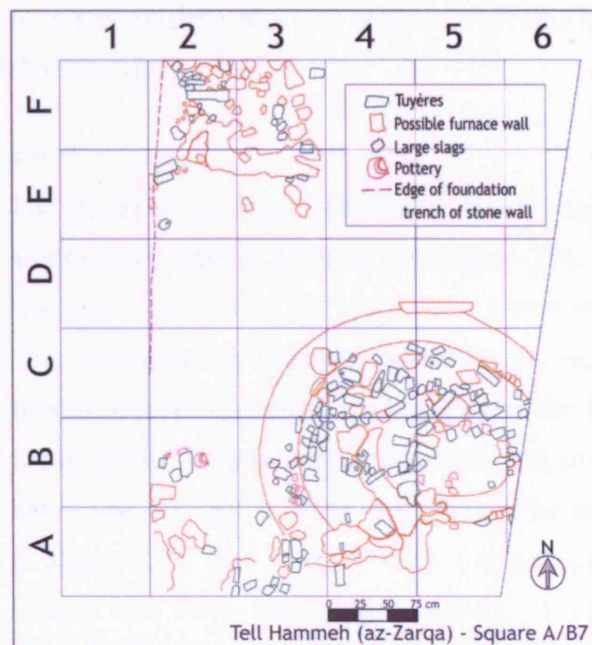 1 2 3 4 5 6
F
Tuyères
Possible furnace wall
Large slags
Pottery
Edge of foundation
trench of stone wall
E
D
C
B
A
N
0 25 50 75 cm
Tell Hammeh (az-Zarqa) - Square A/B7